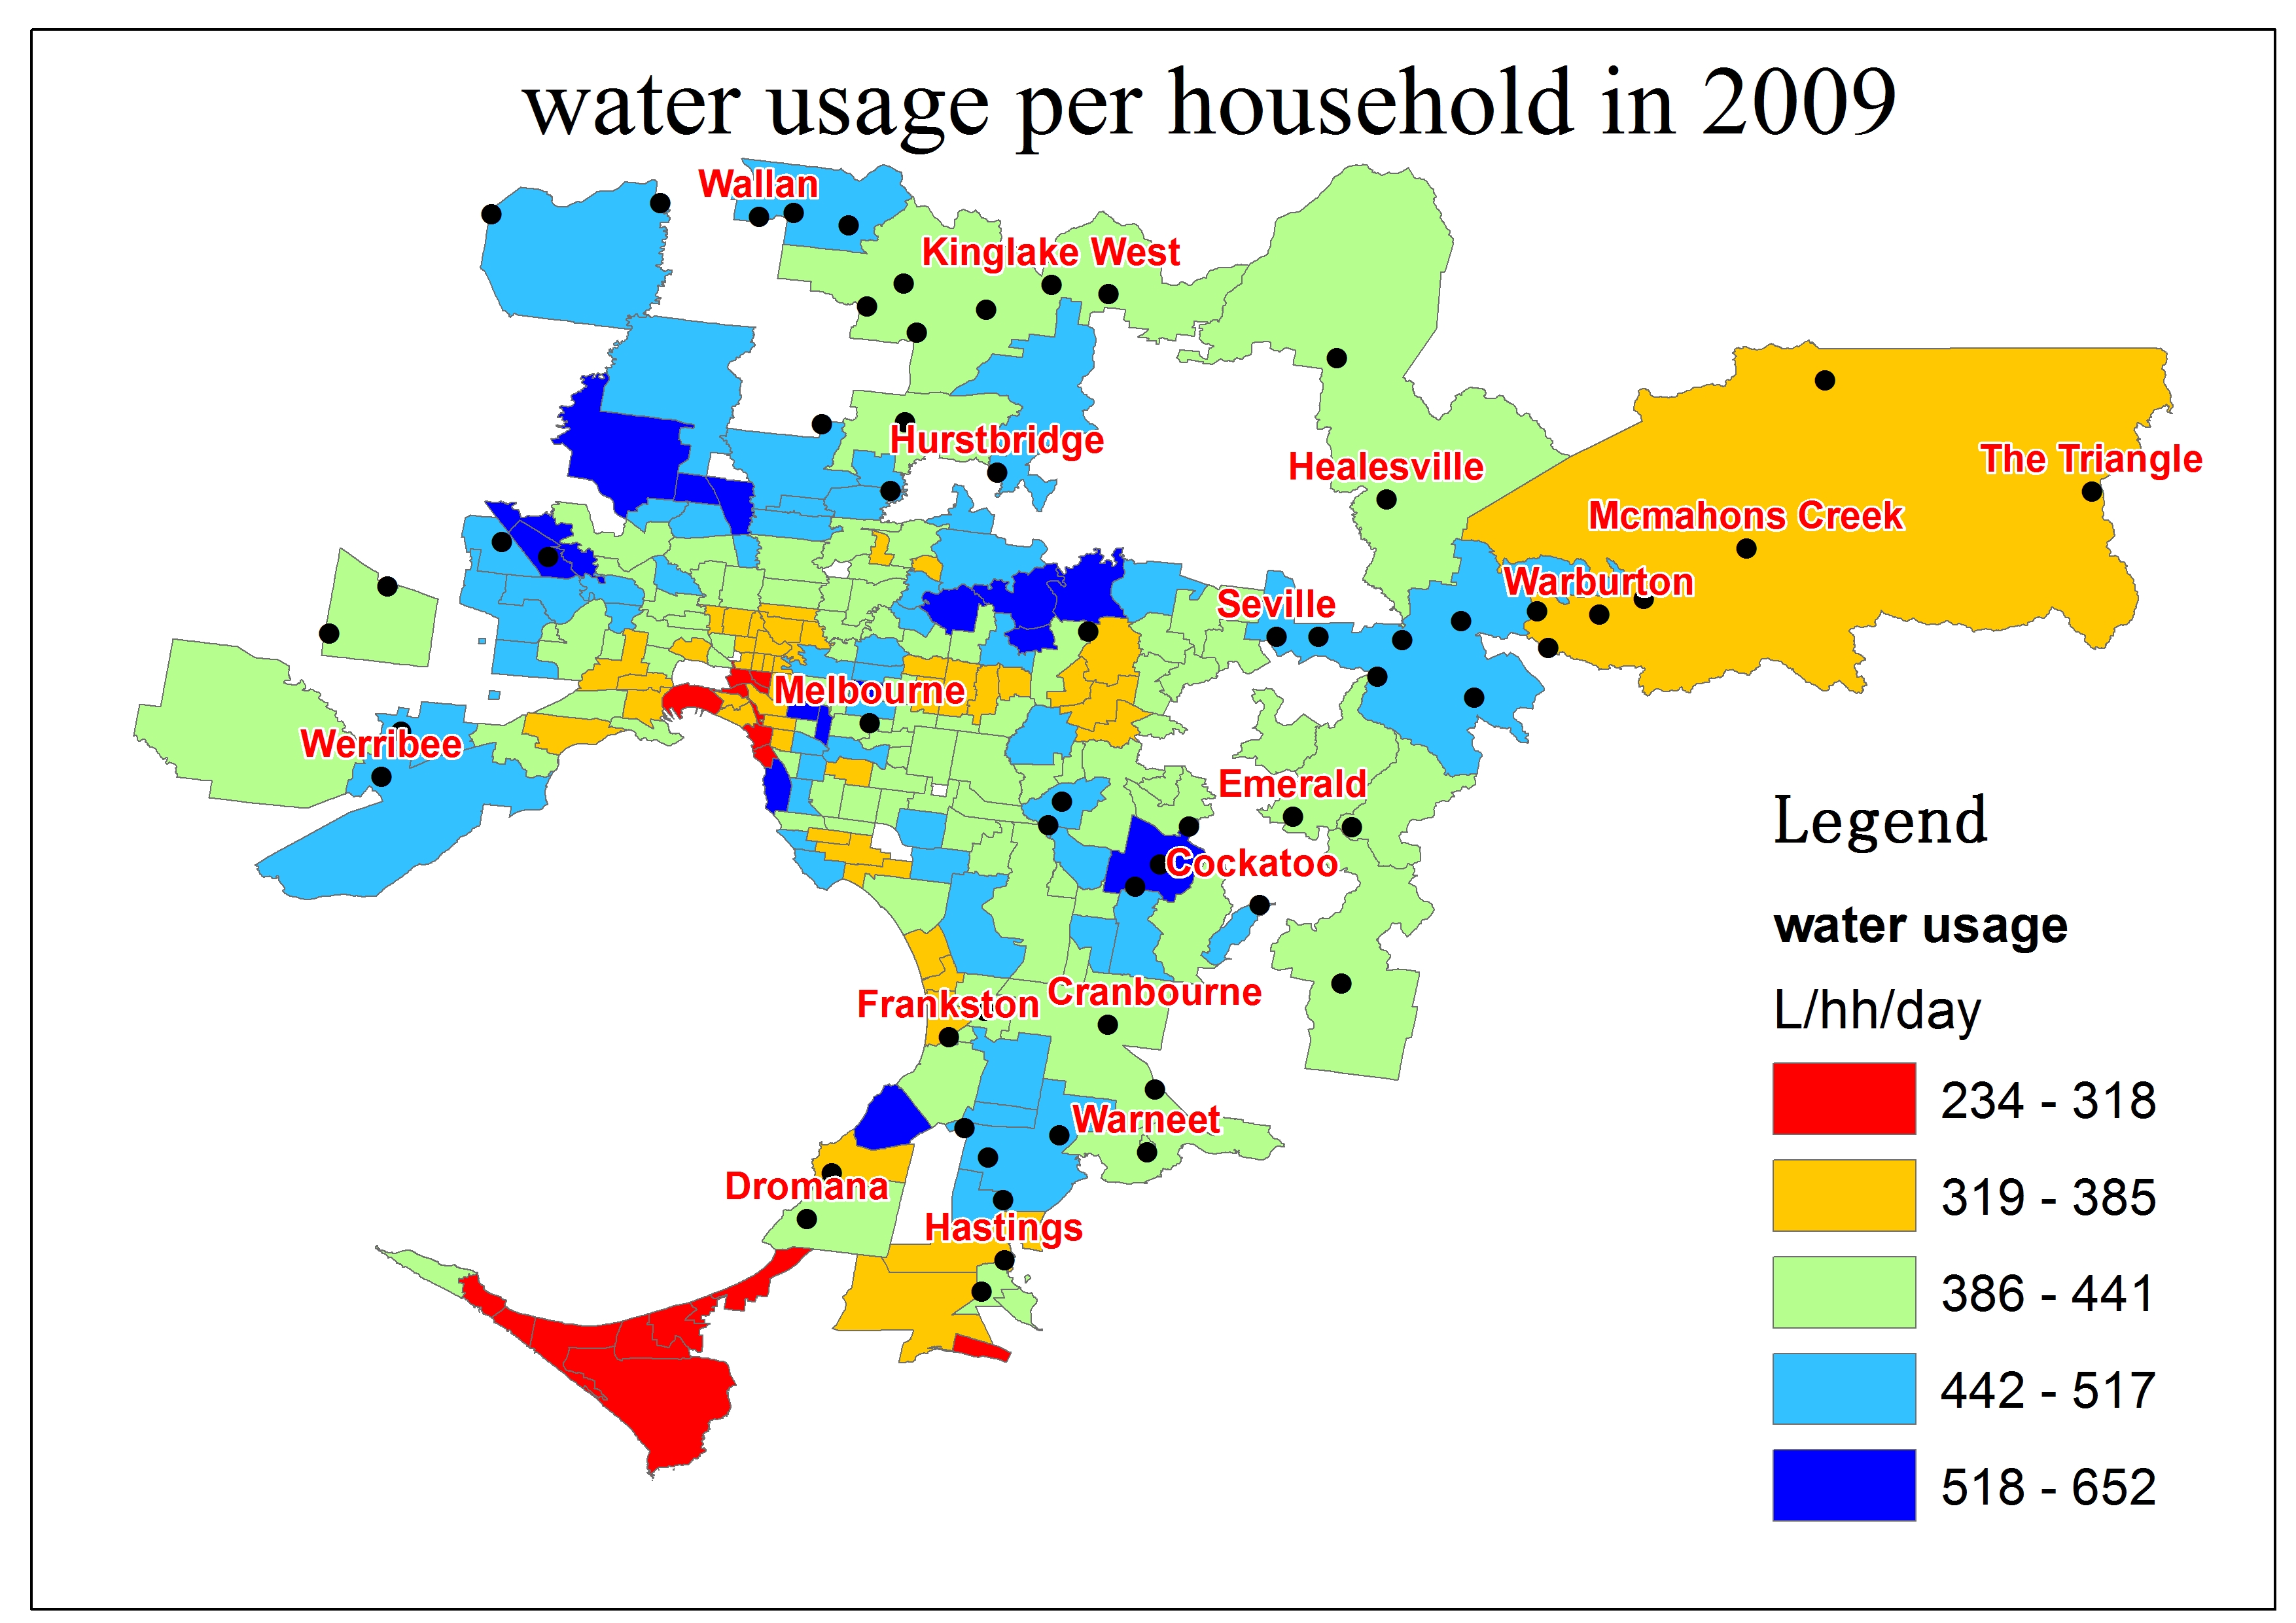 water usage per household in 2009
Wallan
Kinglake West
Hurstbridge
Healesville
The Triangle
Mcmahons Creek
Warburton
Seville
Melbourne
Werribee
Emerald
Cockatoo
Frankston
Cranbourne
Warneet
Dromana
Hastings
Legend
water usage
L/hh/day
234 - 318
319 - 385
386 - 441
442 - 517
518 - 652